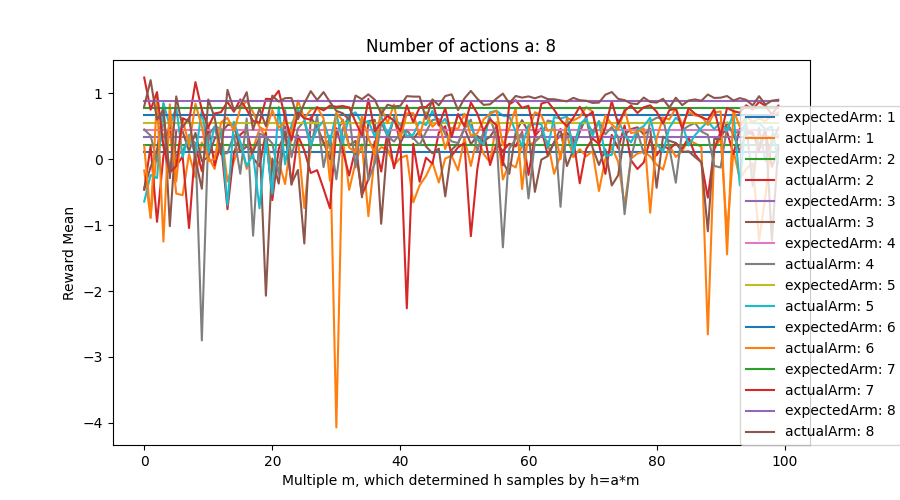 Number of actions a: 8
Reward Mean
1
0
−1
−2
−3
−4
0
20
40
60
80
100
Multiple m, which determined h samples by h=a*m
expectedArm: 1
actualArm: 1
expectedArm: 2
actualArm: 2
expectedArm: 3
actualArm: 3
expectedArm: 4
actualArm: 4
expectedArm: 5
actualArm: 5
expectedArm: 6
actualArm: 6
expectedArm: 7
actualArm: 7
expectedArm: 8
actualArm: 8